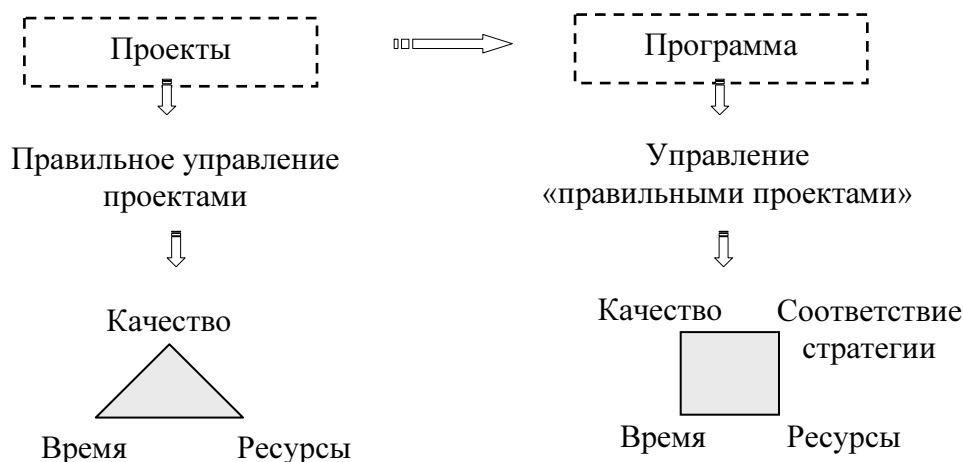 Проекты
Программа
Правильное управление
проектами
Управление
«правильными проектами»
Качество
Время
Ресурсы
Качество
Соответствие
стратегии
Время
Ресурсы